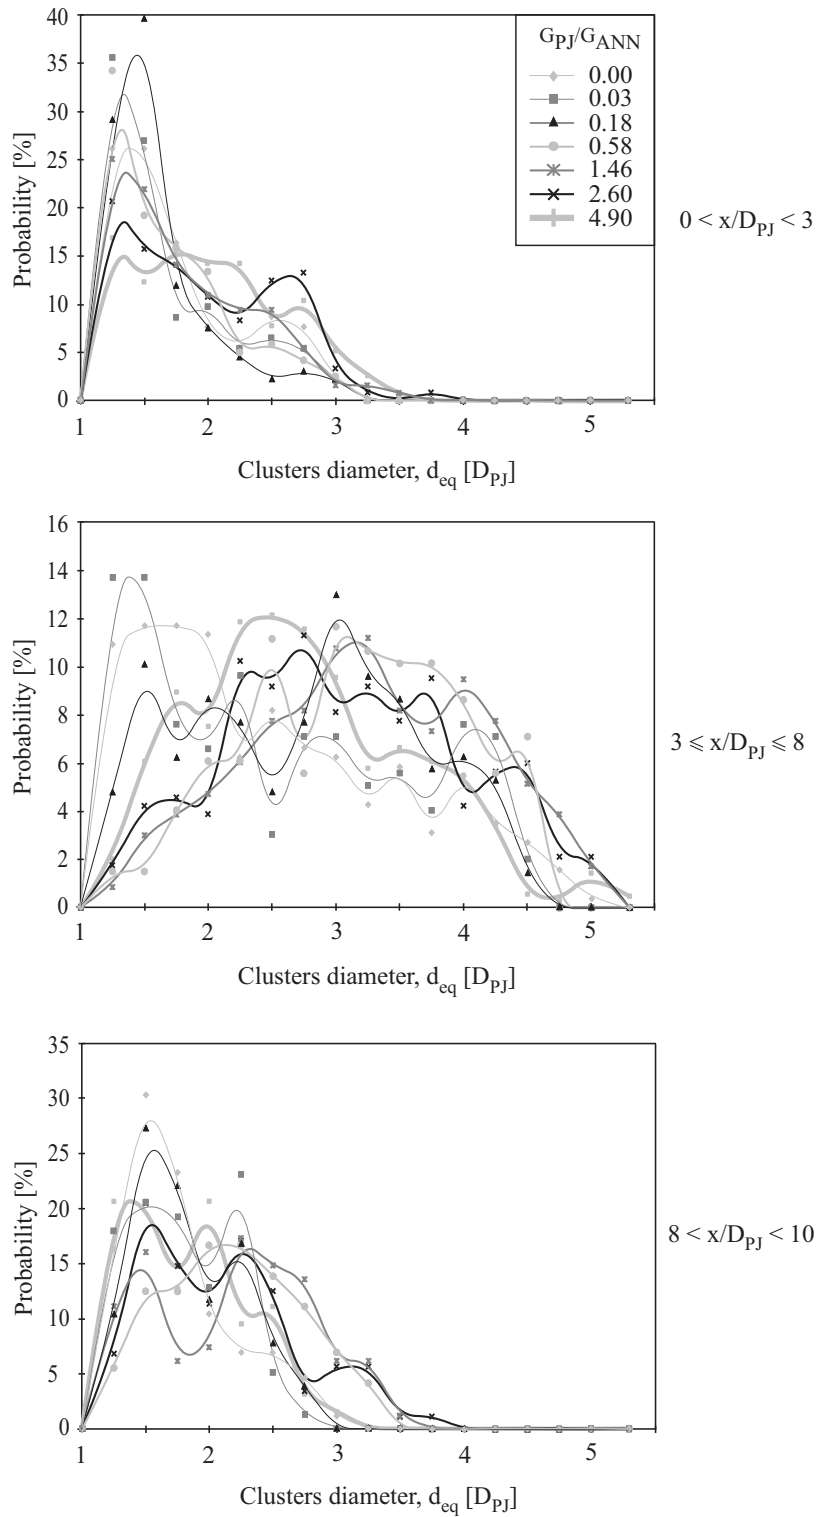 40
35
30
25
20
15
10
5
0
Probability [%]
G_PJ/G_ANN
0.00
0.03
0.18
0.58
1.46
2.60
4.90
0 < x/D_PJ < 3
1 2 3 4 5
Clusters diameter, d_eq [D_PJ]
16
14
12
10
8
6
4
2
0
Probability [%]
3 ⩽ x/D_PJ ⩽ 8
1 2 3 4 5
Clusters diameter, d_eq [D_PJ]
35
30
25
20
15
10
5
0
Probability [%]
8 < x/D_PJ < 10
1 2 3 4 5
Clusters diameter, d_eq [D_PJ]